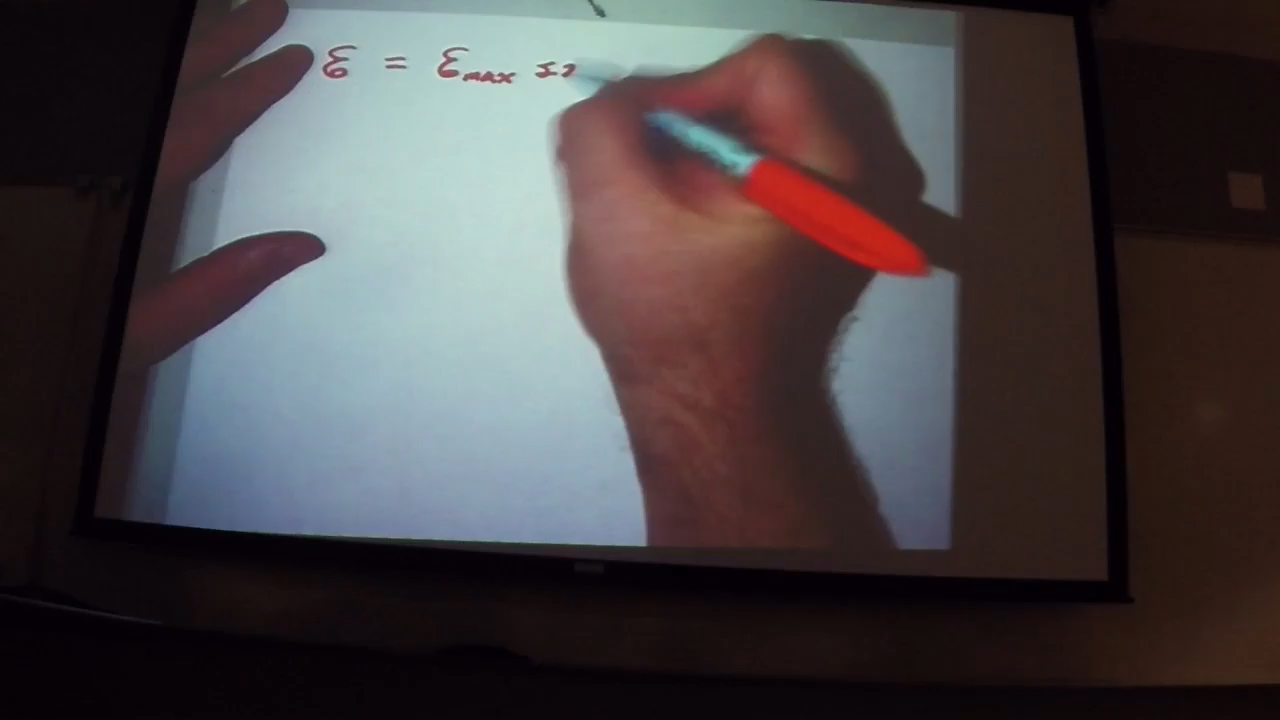 ε = ε max